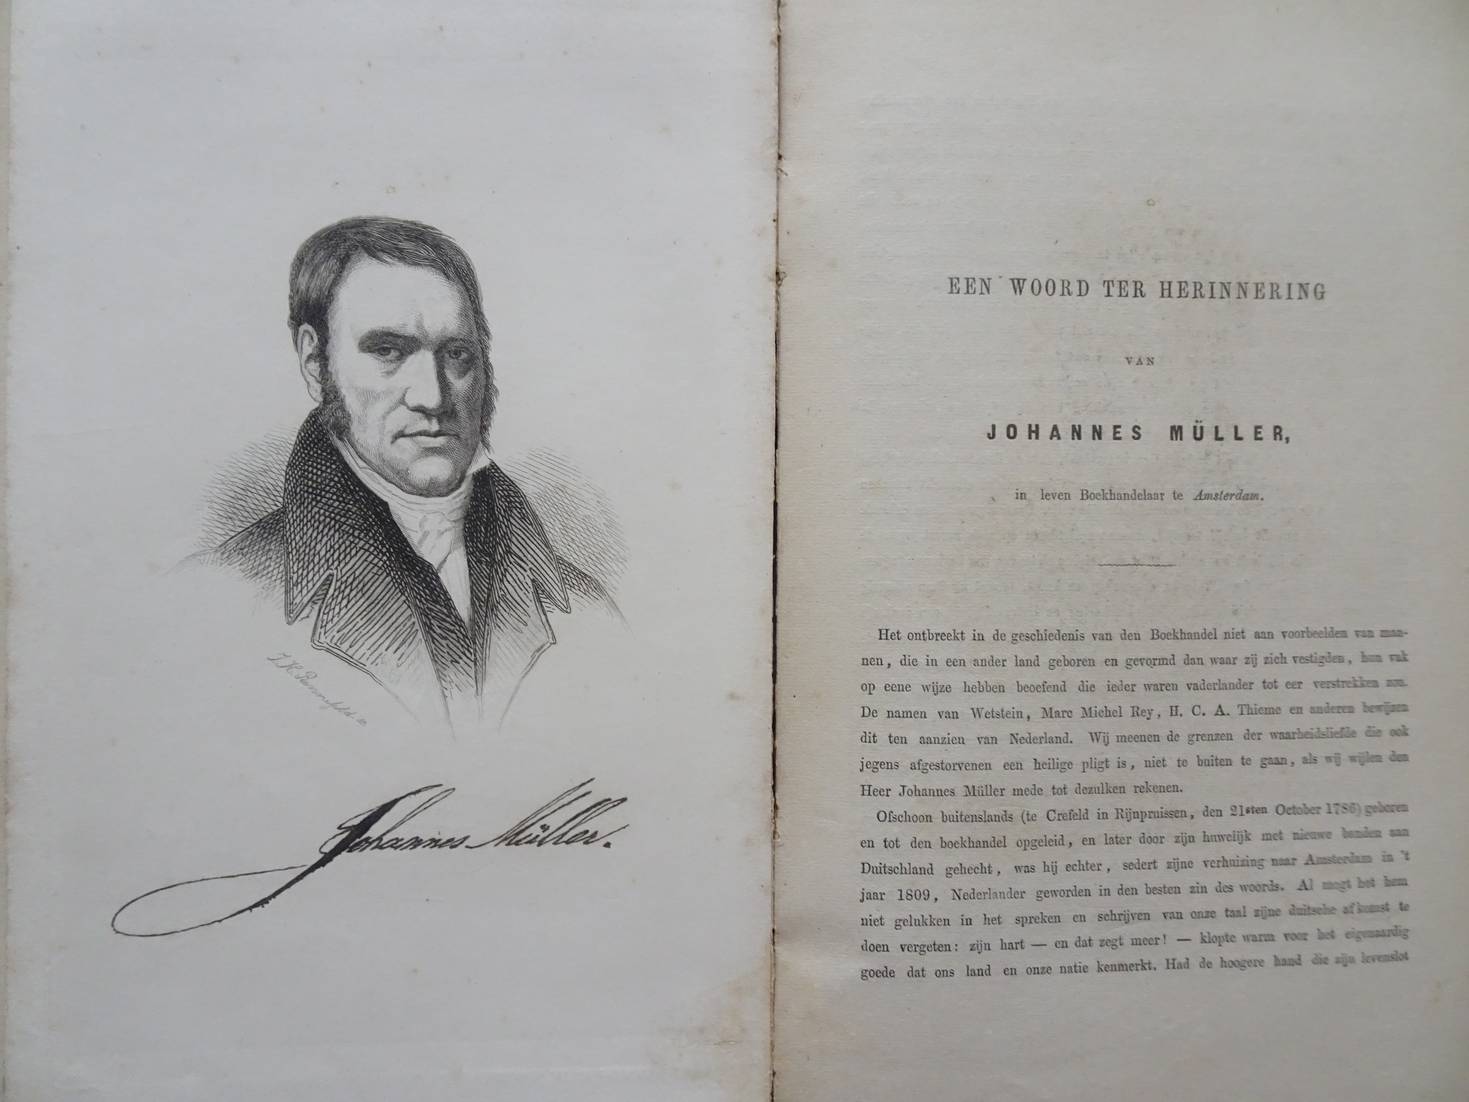 Johannes Müller.
EEN WOORD TER HERINNERING
VAN
JOHANNES MÜLLER,
in leven Boekhandelaar te Amsterdam.
Het ontbreekt in de geschiedenis van den Boekhandel niet aan voorbeelden van man-
nen, die in een ander land geboren en gevormd dan waar zij zich vestigden, hun vak
op eene wijze hebben beoefend die ieder waren vaderlander tot eer verstrekken zou.
De namen van Wetstein, Marc Michel Rey, H. C. A. Thieme en anderen bewijzen
dit ten aanzien van Nederland. Wij meenen de grenzen der waarheidsliefde die ook
jegens afgestorvenen een heilige pligt is, niet te buiten te gaan, als wij wijlen den
Heer Johannes Müller mede tot dezulken rekenen.
Ofschoon buitenslands (te Crefeld in Rijnpruissen, den 21sten October 1786) geboren
en tot den boekhandel opgeleid, en later door zijn huwelijk met nieuwe banden aan
Duitschland gehecht, was hij echter, sedert zijne verhuizing naar Amsterdam in 't
jaar 1809, Nederlander geworden in den besten zin des woords. Al mogt het hem
niet gelukken in het spreken en schrijven van onze taal zijne duitsche afkomst te
doen vergeten: zijn hart — en dat zegt meer! — klopte warm voor het eigenaardig
goede dat ons land en onze natie kenmerkt. Had de hoogere hand die zijn levenslot